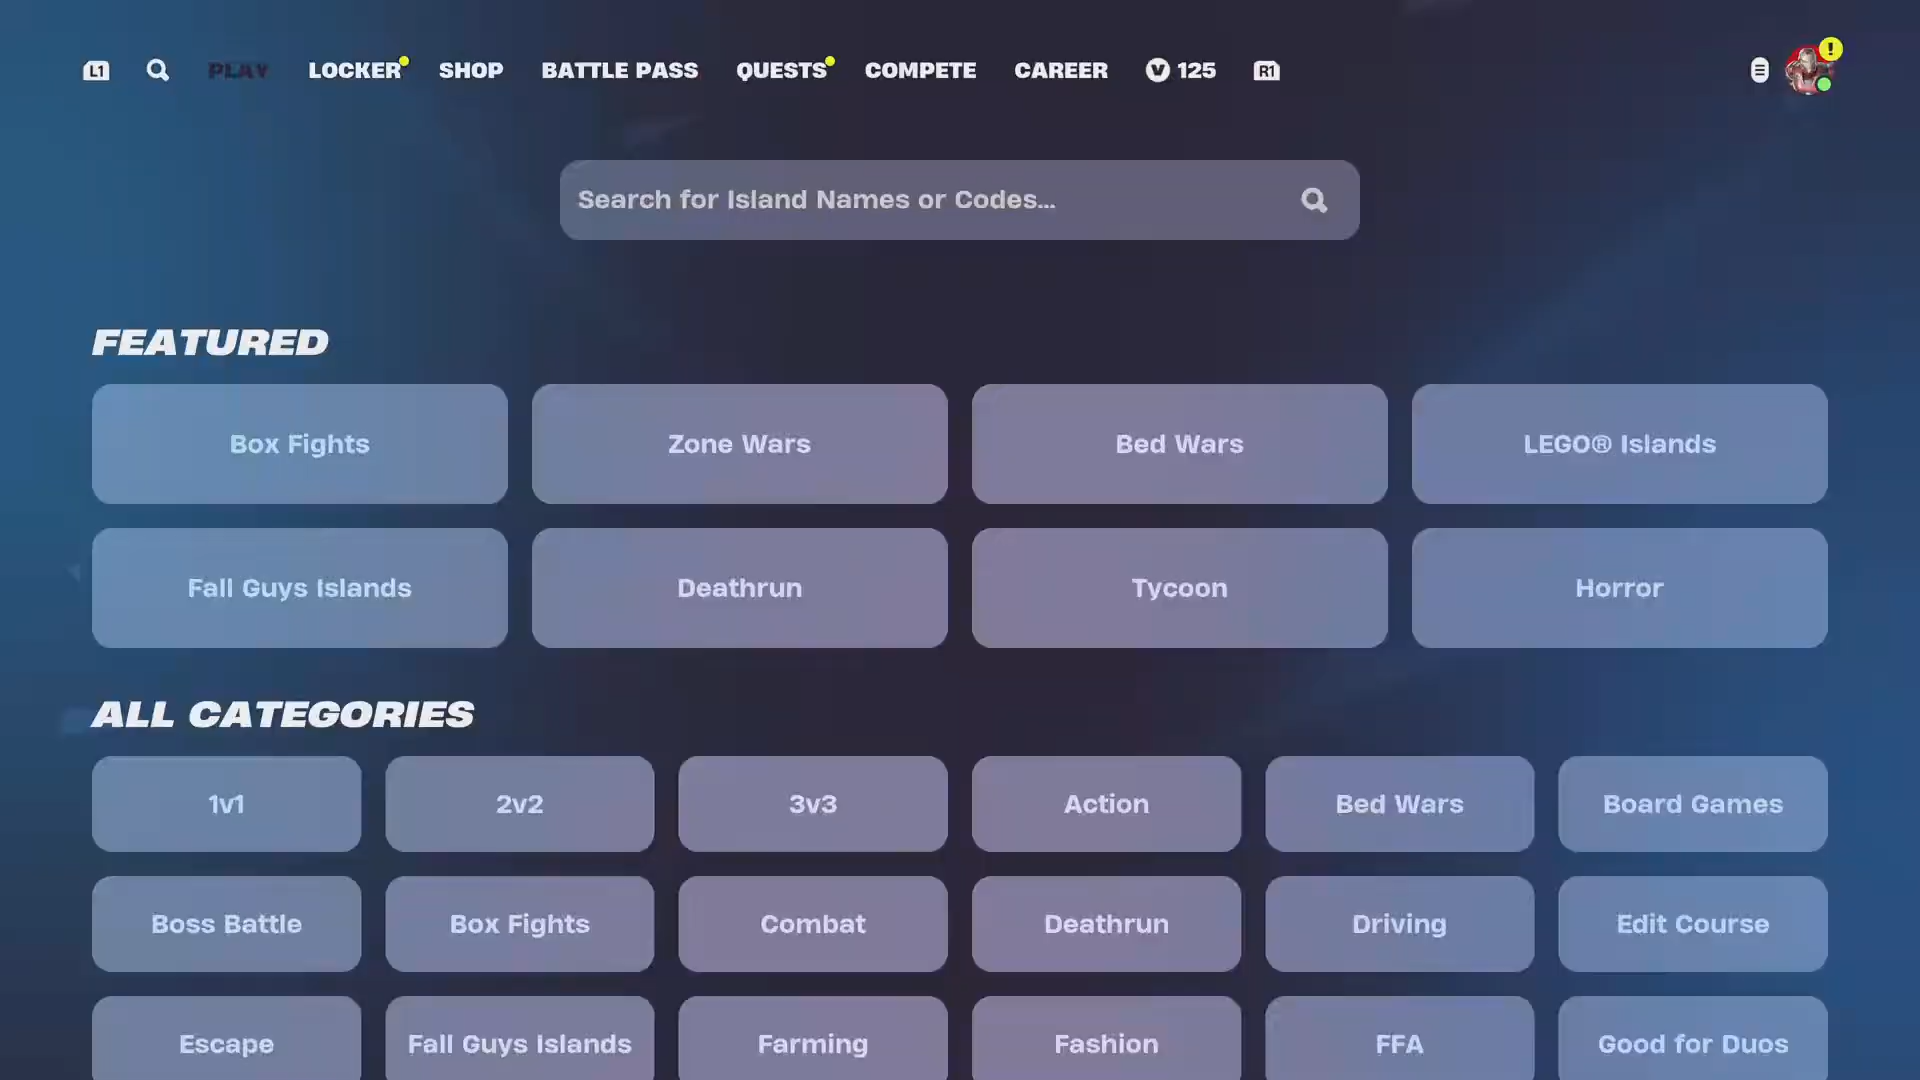 L1 PLAY LOCKER SHOP BATTLE PASS QUESTS COMPETE CAREER V 125 R1 !
Search for Island Names or Codes...
FEATURED
Box Fights Zone Wars Bed Wars LEGO® Islands
Fall Guys Islands Deathrun Tycoon Horror
ALL CATEGORIES
1v1 2v2 3v3 Action Bed Wars Board Games
Boss Battle Box Fights Combat Deathrun Driving Edit Course
Escape Fall Guys Islands Farming Fashion FFA Good for Duos